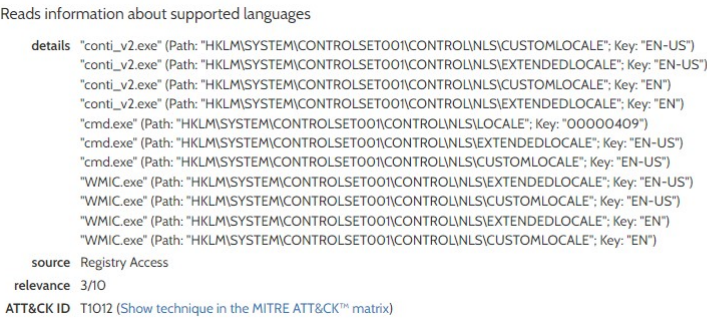 Reads information about supported languages
details "conti_v2.exe" (Path: "HKLM\SYSTEM\CONTROLSET001\CONTROL\NLS\CUSTOMLOCALE"; Key: "EN-US")
"conti_v2.exe" (Path: "HKLM\SYSTEM\CONTROLSET001\CONTROL\NLS\EXTENDEDLOCALE"; Key: "EN-US")
"conti_v2.exe" (Path: "HKLM\SYSTEM\CONTROLSET001\CONTROL\NLS\CUSTOMLOCALE"; Key: "EN")
"conti_v2.exe" (Path: "HKLM\SYSTEM\CONTROLSET001\CONTROL\NLS\EXTENDEDLOCALE"; Key: "EN")
"cmd.exe" (Path: "HKLM\SYSTEM\CONTROLSET001\CONTROL\NLS\LOCALE"; Key: "00000409")
"cmd.exe" (Path: "HKLM\SYSTEM\CONTROLSET001\CONTROL\NLS\EXTENDEDLOCALE"; Key: "EN-US")
"cmd.exe" (Path: "HKLM\SYSTEM\CONTROLSET001\CONTROL\NLS\CUSTOMLOCALE"; Key: "EN-US")
"WMIC.exe" (Path: "HKLM\SYSTEM\CONTROLSET001\CONTROL\NLS\EXTENDEDLOCALE"; Key: "EN-US")
"WMIC.exe" (Path: "HKLM\SYSTEM\CONTROLSET001\CONTROL\NLS\CUSTOMLOCALE"; Key: "EN-US")
"WMIC.exe" (Path: "HKLM\SYSTEM\CONTROLSET001\CONTROL\NLS\EXTENDEDLOCALE"; Key: "EN")
"WMIC.exe" (Path: "HKLM\SYSTEM\CONTROLSET001\CONTROL\NLS\CUSTOMLOCALE"; Key: "EN")
source Registry Access
relevance 3/10
ATT&CK ID T1012 (Show technique in the MITRE ATT&CK™ matrix)